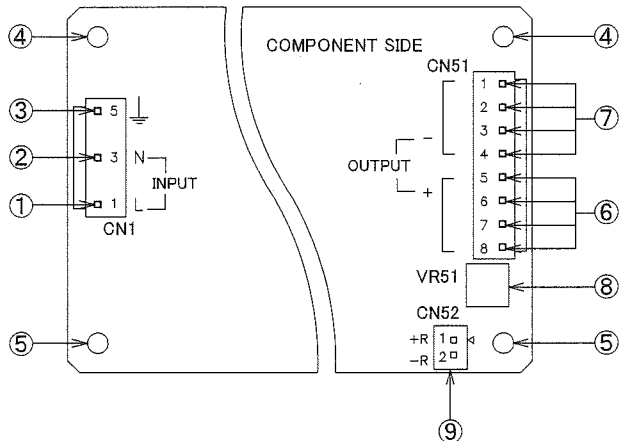 ④
COMPONENT SIDE
④
CN51
③
5
②
3
N
INPUT
①
1
L
CN1
1
2
3
4
⑦
−
OUTPUT
+
5
6
7
8
⑥
VR51
⑧
CN52
⑤
+R 1
-R 2
⑤
⑨